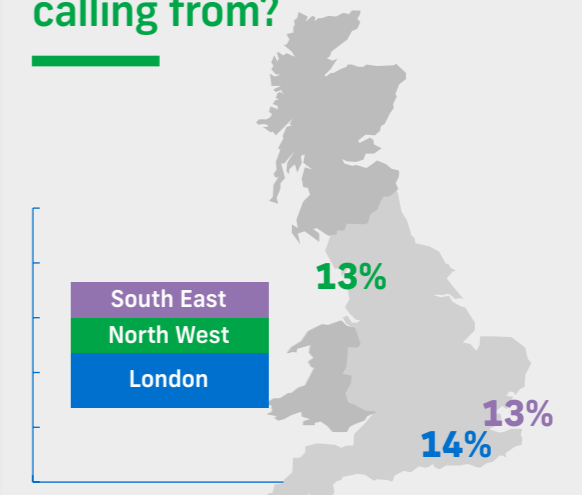 calling from?
13%
South East
North West
London
13%
14%